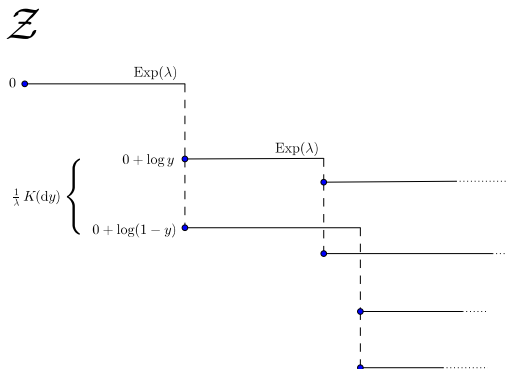 𝒵
Exp(λ)
0
0 + log y
Exp(λ)
1/λ K(dy)
0 + log(1 − y)